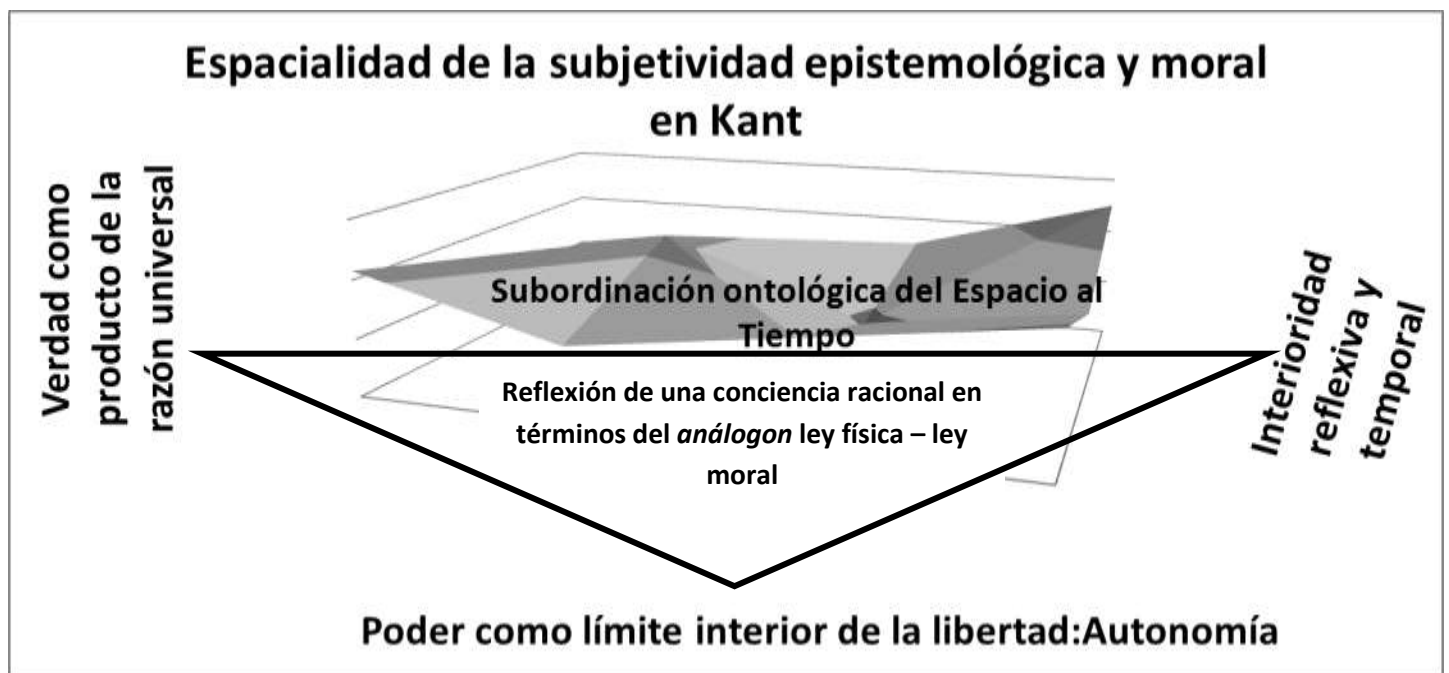 Espacialidad de la subjetividad epistemológica y moral
en Kant
Verdad como
producto de la
razón universal
Subordinación ontológica del Espacio al
Tiempo
Reflexión de una conciencia racional en
términos del análogon ley física – ley
moral
Interioridad
reflexiva y
temporal
Poder como límite interior de la libertad:Autonomía